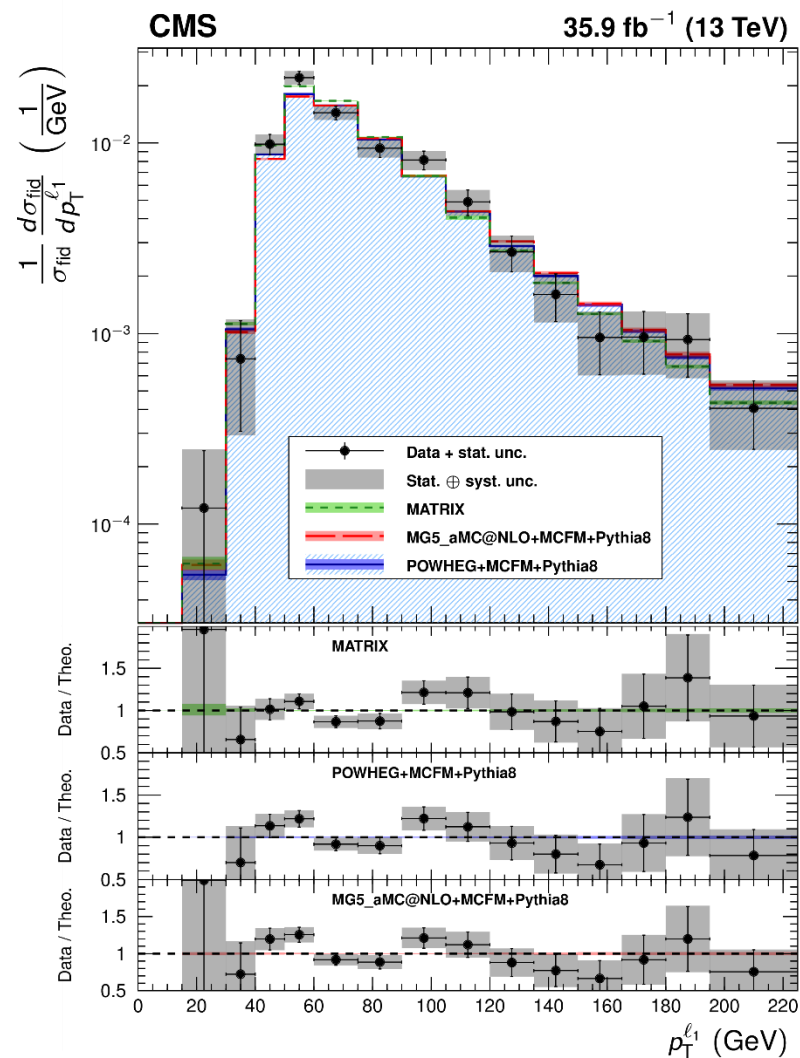 CMS 35.9 fb⁻¹ (13 TeV)
1/σ_fid dσ_fid/dp_T^ℓ1 (1/GeV)
10⁻²
10⁻³
10⁻⁴
Data + stat. unc.
Stat. ⊕ syst. unc.
MATRIX
MG5_aMC@NLO+MCFM+Pythia8
POWHEG+MCFM+Pythia8
MATRIX
Data / Theo.
1.5
1
0.5
POWHEG+MCFM+Pythia8
Data / Theo.
1.5
1
0.5
MG5_aMC@NLO+MCFM+Pythia8
Data / Theo.
1.5
1
0.5
0 20 40 60 80 100 120 140 160 180 200 220
p_T^ℓ1 (GeV)